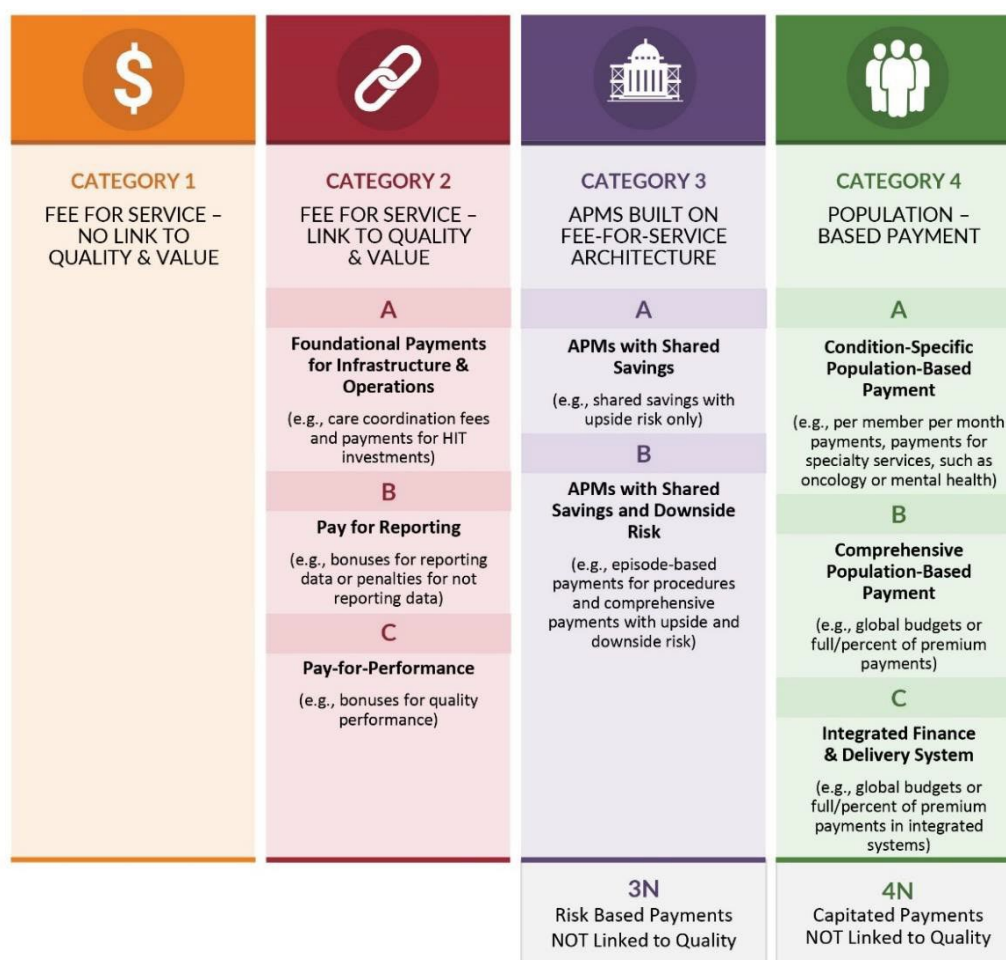 $
CATEGORY 1
FEE FOR SERVICE –
NO LINK TO
QUALITY & VALUE
CATEGORY 2
FEE FOR SERVICE –
LINK TO QUALITY
& VALUE
A
Foundational Payments
for Infrastructure &
Operations
(e.g., care coordination fees
and payments for HIT
investments)
B
Pay for Reporting
(e.g., bonuses for reporting
data or penalties for not
reporting data)
C
Pay-for-Performance
(e.g., bonuses for quality
performance)
CATEGORY 3
APMS BUILT ON
FEE-FOR-SERVICE
ARCHITECTURE
A
APMs with Shared
Savings
(e.g., shared savings with
upside risk only)
B
APMs with Shared
Savings and Downside
Risk
(e.g., episode-based
payments for procedures
and comprehensive
payments with upside and
downside risk)
3N
Risk Based Payments
NOT Linked to Quality
CATEGORY 4
POPULATION –
BASED PAYMENT
A
Condition-Specific
Population-Based
Payment
(e.g., per member per month
payments, payments for
specialty services, such as
oncology or mental health)
B
Comprehensive
Population-Based
Payment
(e.g., global budgets or
full/percent of premium
payments)
C
Integrated Finance
& Delivery System
(e.g., global budgets or
full/percent of premium
payments in integrated
systems)
4N
Capitated Payments
NOT Linked to Quality